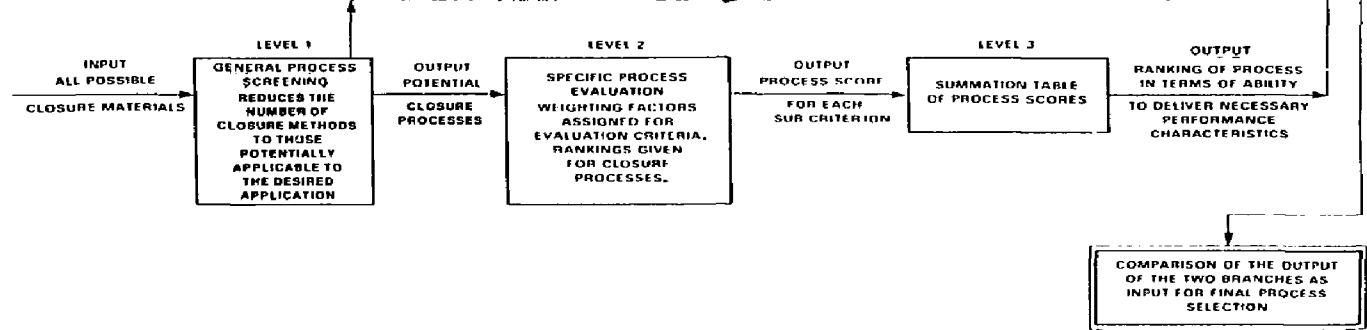 INPUT
ALL POSSIBLE
CLOSURE MATERIALS
LEVEL 1
GENERAL PROCESS
SCREENING
REDUCES THE
NUMBER OF
CLOSURE METHODS
TO THOSE
POTENTIALLY
APPLICABLE TO
THE DESIRED
APPLICATION
OUTPUT
POTENTIAL
CLOSURE
PROCESSES
LEVEL 2
SPECIFIC PROCESS
EVALUATION
WEIGHTING FACTORS
ASSIGNED FOR
EVALUATION CRITERIA.
RANKINGS GIVEN
FOR CLOSURE
PROCESSES.
OUTPUT
PROCESS SCORE
FOR EACH
SUB CRITERION
LEVEL 3
SUMMATION TABLE
OF PROCESS SCORES
OUTPUT
RANKING OF PROCESS
IN TERMS OF ABILITY
TO DELIVER NECESSARY
PERFORMANCE
CHARACTERISTICS
COMPARISON OF THE OUTPUT
OF THE TWO BRANCHES AS
INPUT FOR FINAL PROCESS
SELECTION